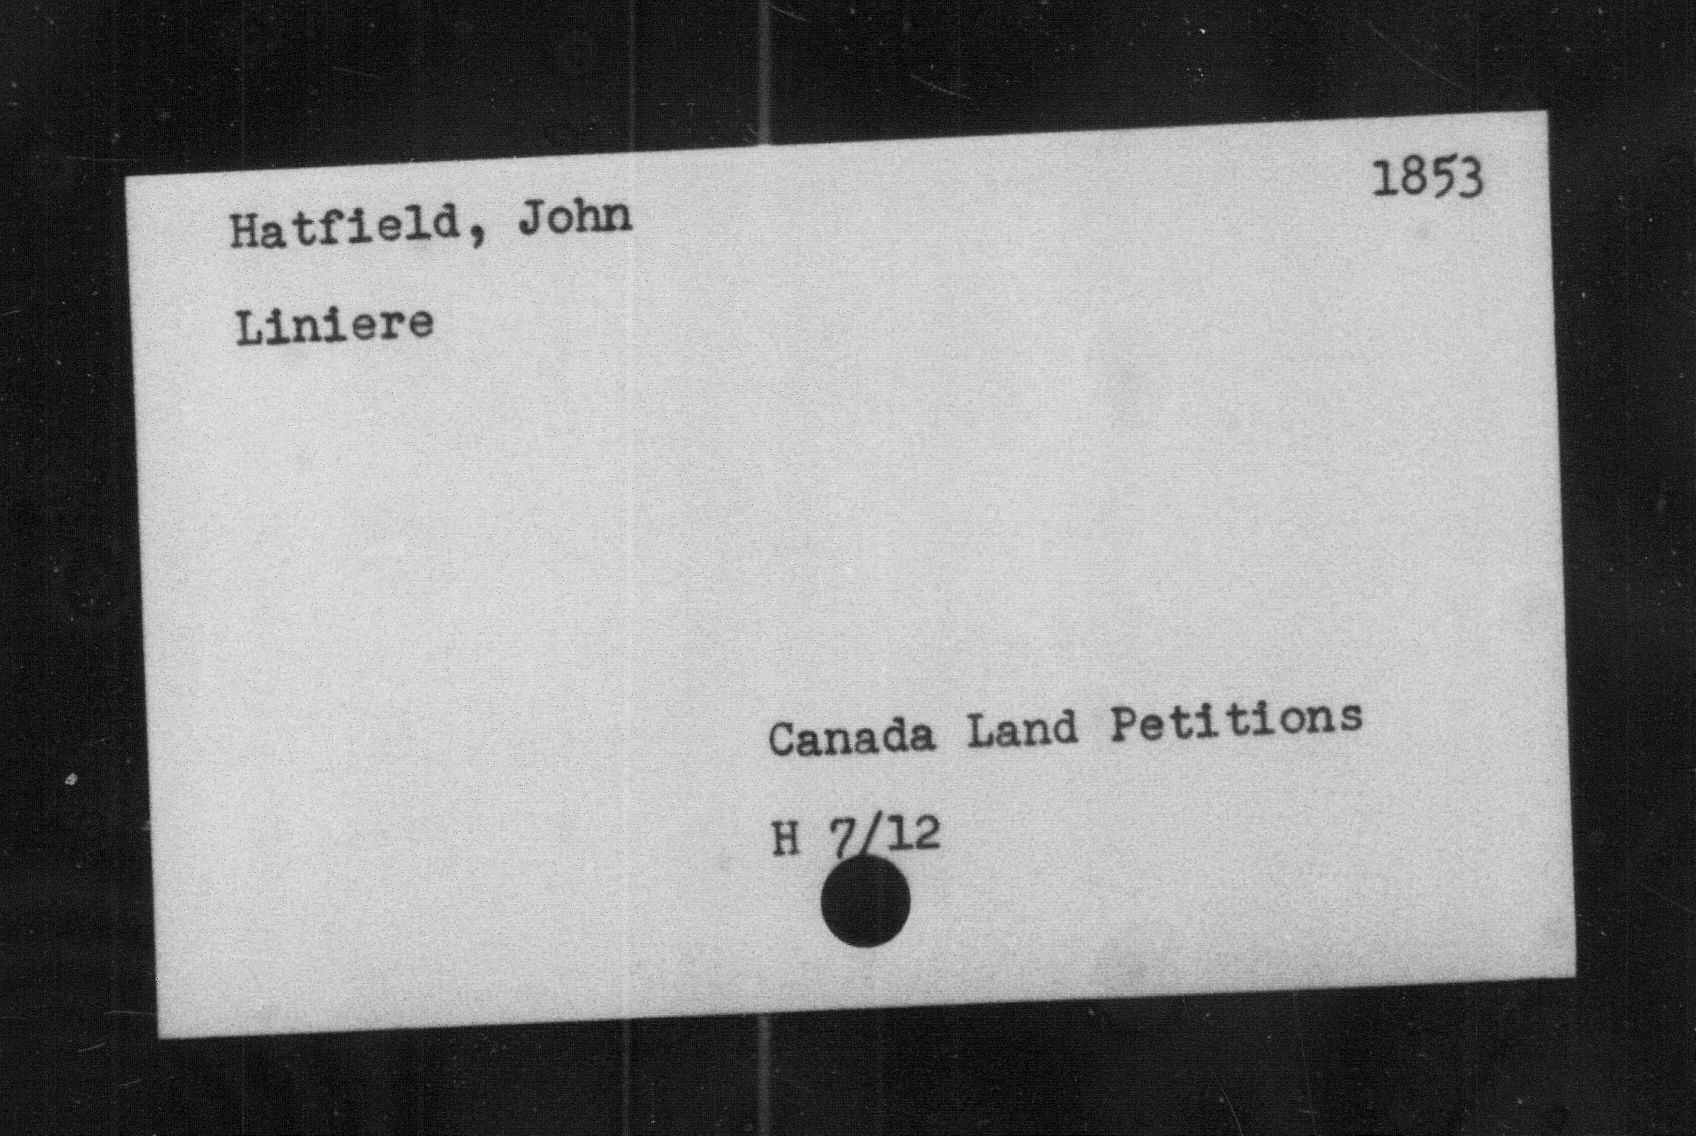 Hatfield, John 1853
Liniere
Canada Land Petitions
H 7/12